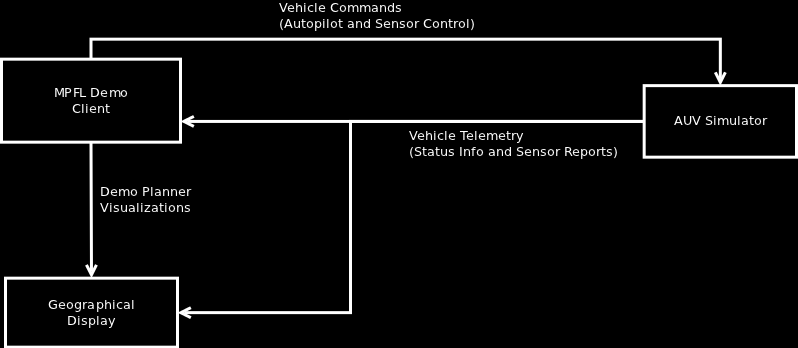 Vehicle Commands
(Autopilot and Sensor Control)
MPFL Demo
Client
AUV Simulator
Vehicle Telemetry
(Status Info and Sensor Reports)
Demo Planner
Visualizations
Geographical
Display